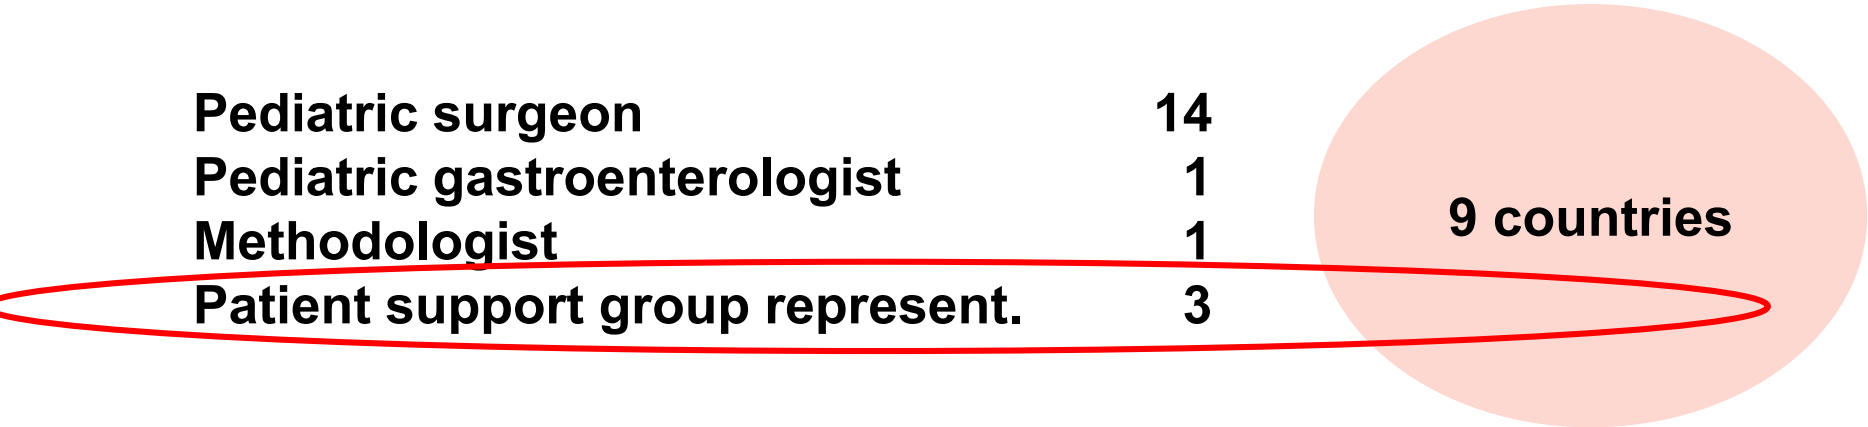 Pediatric surgeon 14
Pediatric gastroenterologist 1
Methodologist 1
9 countries
Patient support group represent. 3